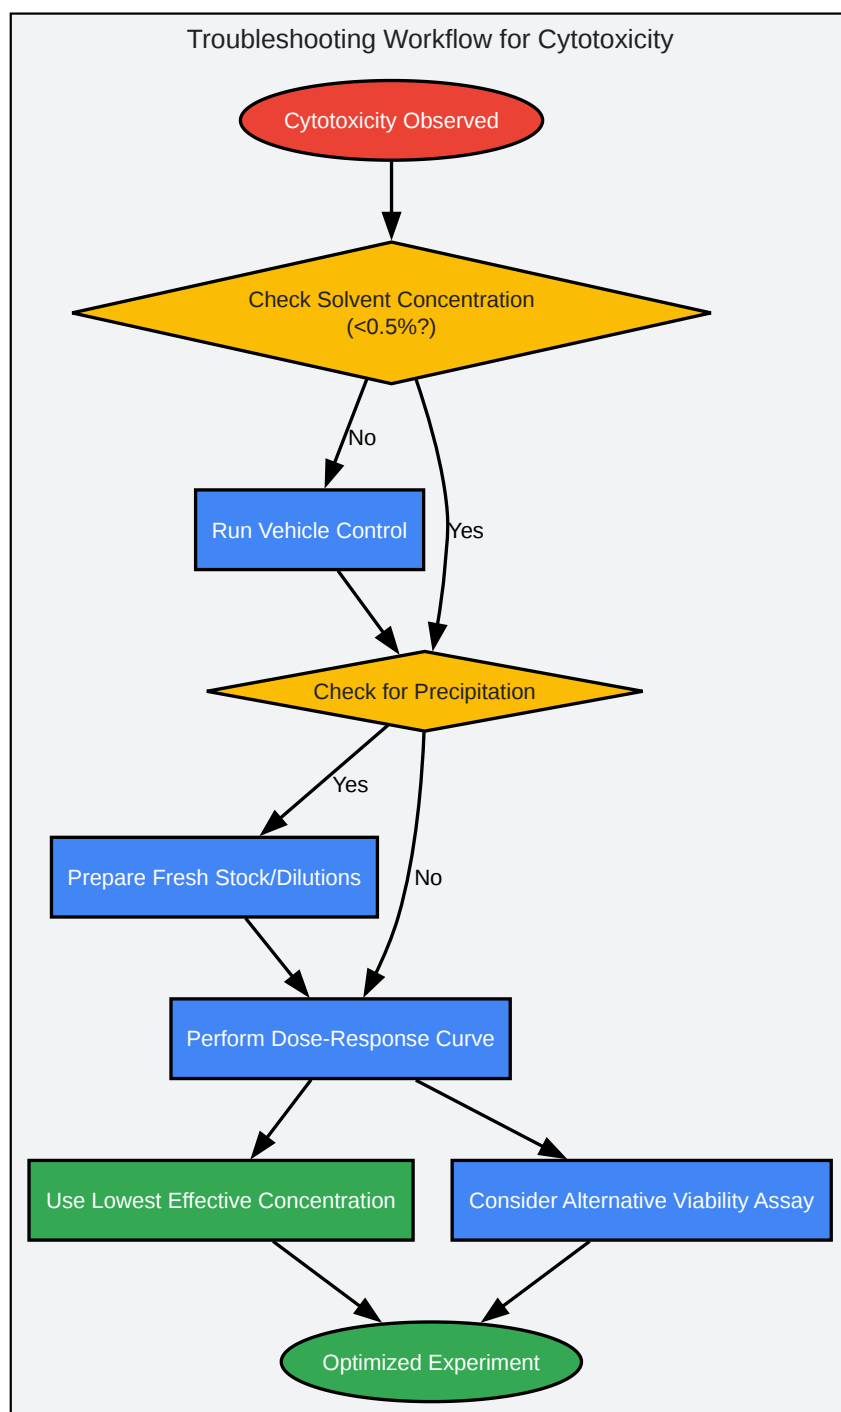 Troubleshooting Workflow for Cytotoxicity
Cytotoxicity Observed
Check Solvent Concentration
(<0.5%?)
No
Run Vehicle Control
Yes
Check for Precipitation
Yes
Prepare Fresh Stock/Dilutions
No
Perform Dose-Response Curve
Use Lowest Effective Concentration
Consider Alternative Viability Assay
Optimized Experiment